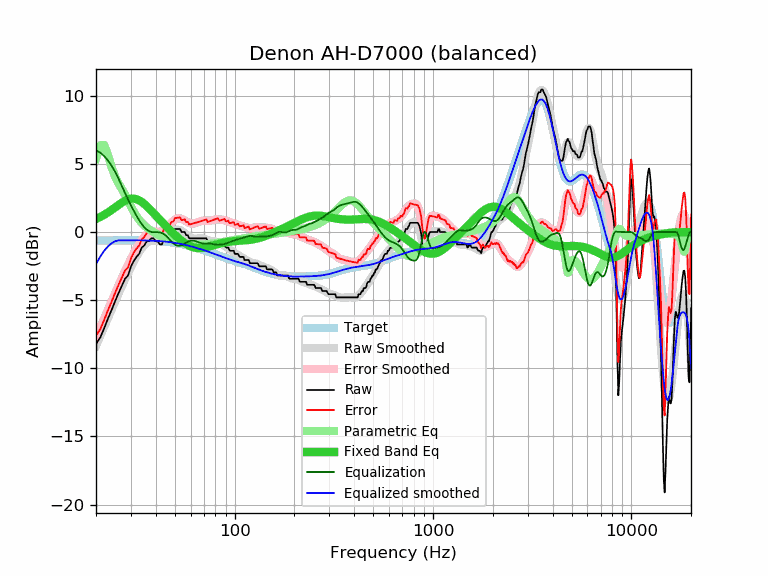 Denon AH-D7000 (balanced)
10
5
0
−5
−10
−15
−20
Amplitude (dBr)
Target
Raw Smoothed
Error Smoothed
Raw
Error
Parametric Eq
Fixed Band Eq
Equalization
Equalized smoothed
100
1000
10000
Frequency (Hz)